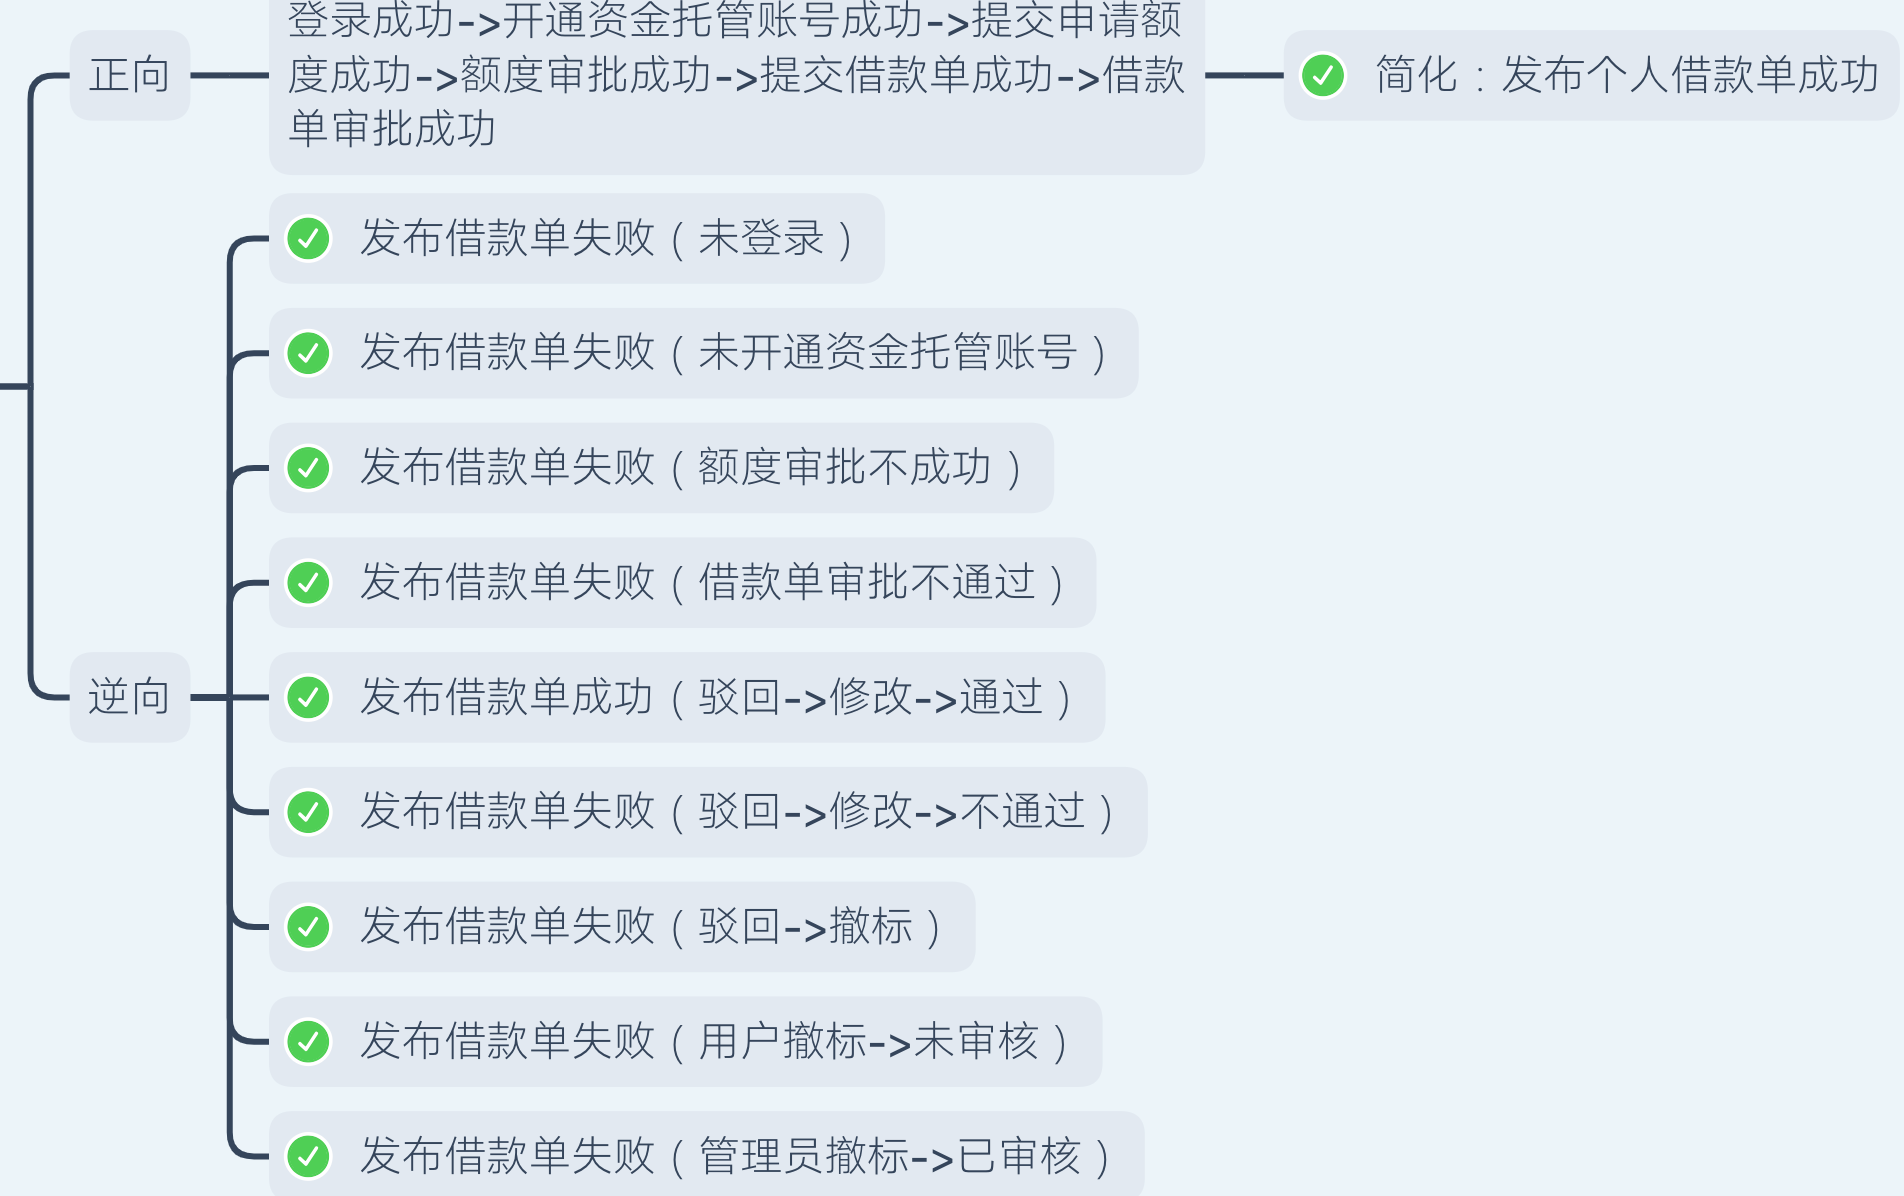 正向
登录成功->开通资金托管账号成功->提交申请额
度成功->额度审批成功->提交借款单成功->借款
单审批成功
简化：发布个人借款单成功
逆向
发布借款单失败（未登录）
发布借款单失败（未开通资金托管账号）
发布借款单失败（额度审批不成功）
发布借款单失败（借款单审批不通过）
发布借款单成功（驳回->修改->通过）
发布借款单失败（驳回->修改->不通过）
发布借款单失败（驳回->撤标）
发布借款单失败（用户撤标->未审核）
发布借款单失败（管理员撤标->已审核）